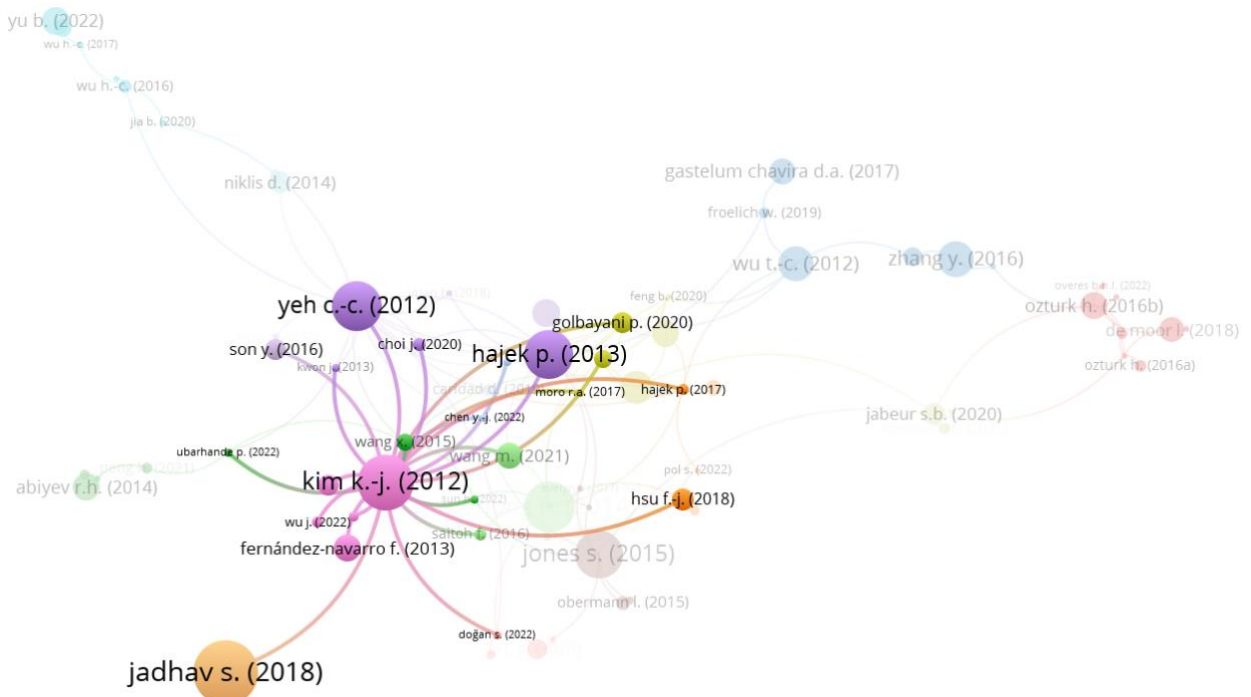 yu b. (2022)
wu h.-c. (2017)
wu h.-c. (2016)
jia b. (2020)
niklis d. (2014)
gastelum chavira d.a. (2017)
froelich w. (2019)
wu t.-c. (2012)
zhang y. (2016)
feng b. (2020)
ozturk h. (2016b)
yeh c.-c. (2012)
golbayani p. (2020)
de moor l. (2018)
son y. (2016)
choi j. (2020)
hajek p. (2013)
kwon j. (2013)
ozturk h. (2016a)
moro r.a. (2017)
hajek p. (2017)
chen y.-j. (2022)
jabeur s.b. (2020)
wang x. (2015)
ubarhande p. (2022)
wang m. (2021)
pol s. (2022)
abiyev r.h. (2014)
kim k.-j. (2012)
hsu f.-j. (2018)
wu j. (2022)
saitoh f. (2016)
fernández-navarro f. (2013)
jones s. (2015)
obermann l. (2015)
doğan s. (2022)
jadhav s. (2018)